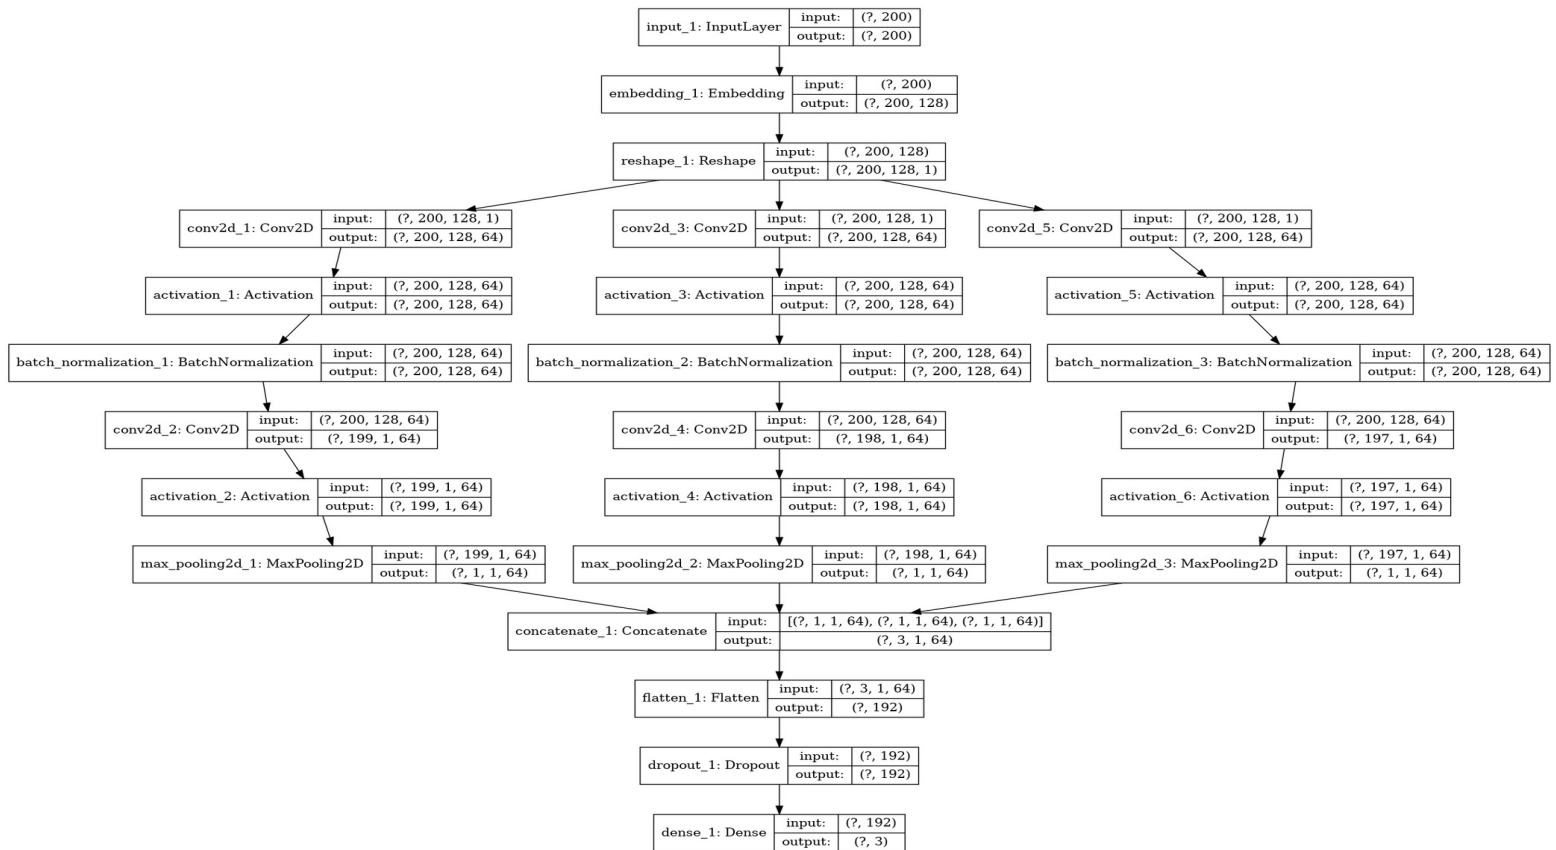 input_1: InputLayer
input: (?, 200)
output: (?, 200)
embedding_1: Embedding
input: (?, 200)
output: (?, 200, 128)
reshape_1: Reshape
input: (?, 200, 128)
output: (?, 200, 128, 1)
conv2d_1: Conv2D
input: (?, 200, 128, 1)
output: (?, 200, 128, 64)
conv2d_3: Conv2D
input: (?, 200, 128, 1)
output: (?, 200, 128, 64)
conv2d_5: Conv2D
input: (?, 200, 128, 1)
output: (?, 200, 128, 64)
activation_1: Activation
input: (?, 200, 128, 64)
output: (?, 200, 128, 64)
activation_3: Activation
input: (?, 200, 128, 64)
output: (?, 200, 128, 64)
activation_5: Activation
input: (?, 200, 128, 64)
output: (?, 200, 128, 64)
batch_normalization_1: BatchNormalization
input: (?, 200, 128, 64)
output: (?, 200, 128, 64)
batch_normalization_2: BatchNormalization
input: (?, 200, 128, 64)
output: (?, 200, 128, 64)
batch_normalization_3: BatchNormalization
input: (?, 200, 128, 64)
output: (?, 200, 128, 64)
conv2d_2: Conv2D
input: (?, 200, 128, 64)
output: (?, 199, 1, 64)
conv2d_4: Conv2D
input: (?, 200, 128, 64)
output: (?, 198, 1, 64)
conv2d_6: Conv2D
input: (?, 200, 128, 64)
output: (?, 197, 1, 64)
activation_2: Activation
input: (?, 199, 1, 64)
output: (?, 199, 1, 64)
activation_4: Activation
input: (?, 198, 1, 64)
output: (?, 198, 1, 64)
activation_6: Activation
input: (?, 197, 1, 64)
output: (?, 197, 1, 64)
max_pooling2d_1: MaxPooling2D
input: (?, 199, 1, 64)
output: (?, 1, 1, 64)
max_pooling2d_2: MaxPooling2D
input: (?, 198, 1, 64)
output: (?, 1, 1, 64)
max_pooling2d_3: MaxPooling2D
input: (?, 197, 1, 64)
output: (?, 1, 1, 64)
concatenate_1: Concatenate
input: [(?, 1, 1, 64), (?, 1, 1, 64), (?, 1, 1, 64)]
output: (?, 3, 1, 64)
flatten_1: Flatten
input: (?, 3, 1, 64)
output: (?, 192)
dropout_1: Dropout
input: (?, 192)
output: (?, 192)
dense_1: Dense
input: (?, 192)
output: (?, 3)